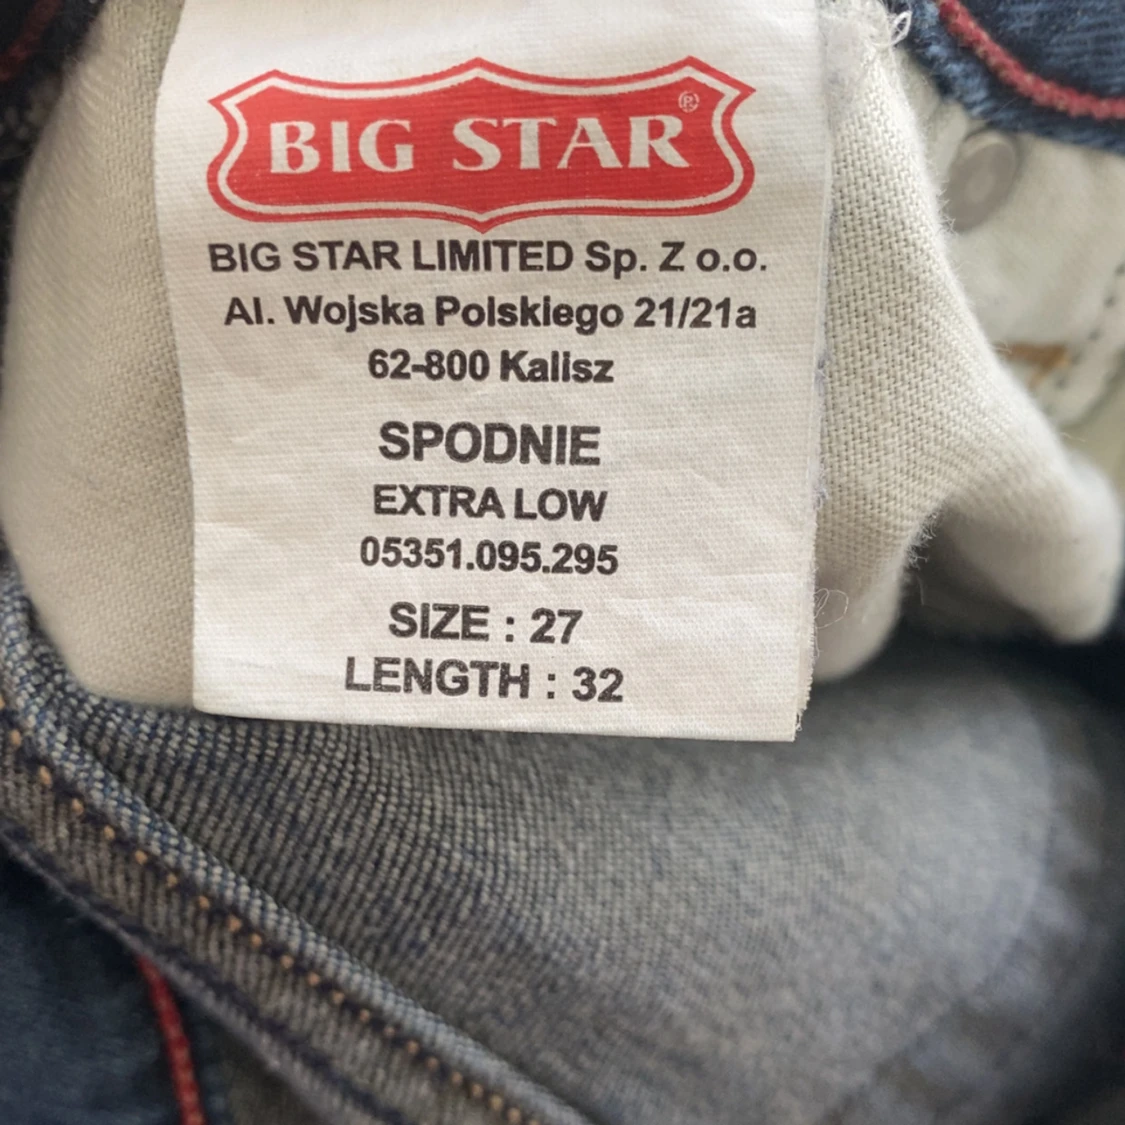 BIG STAR®
BIG STAR LIMITED Sp. Z o.o.
Al. Wojska Polskiego 21/21a
62-800 Kalisz
SPODNIE
EXTRA LOW
05351.095.295
SIZE : 27
LENGTH : 32